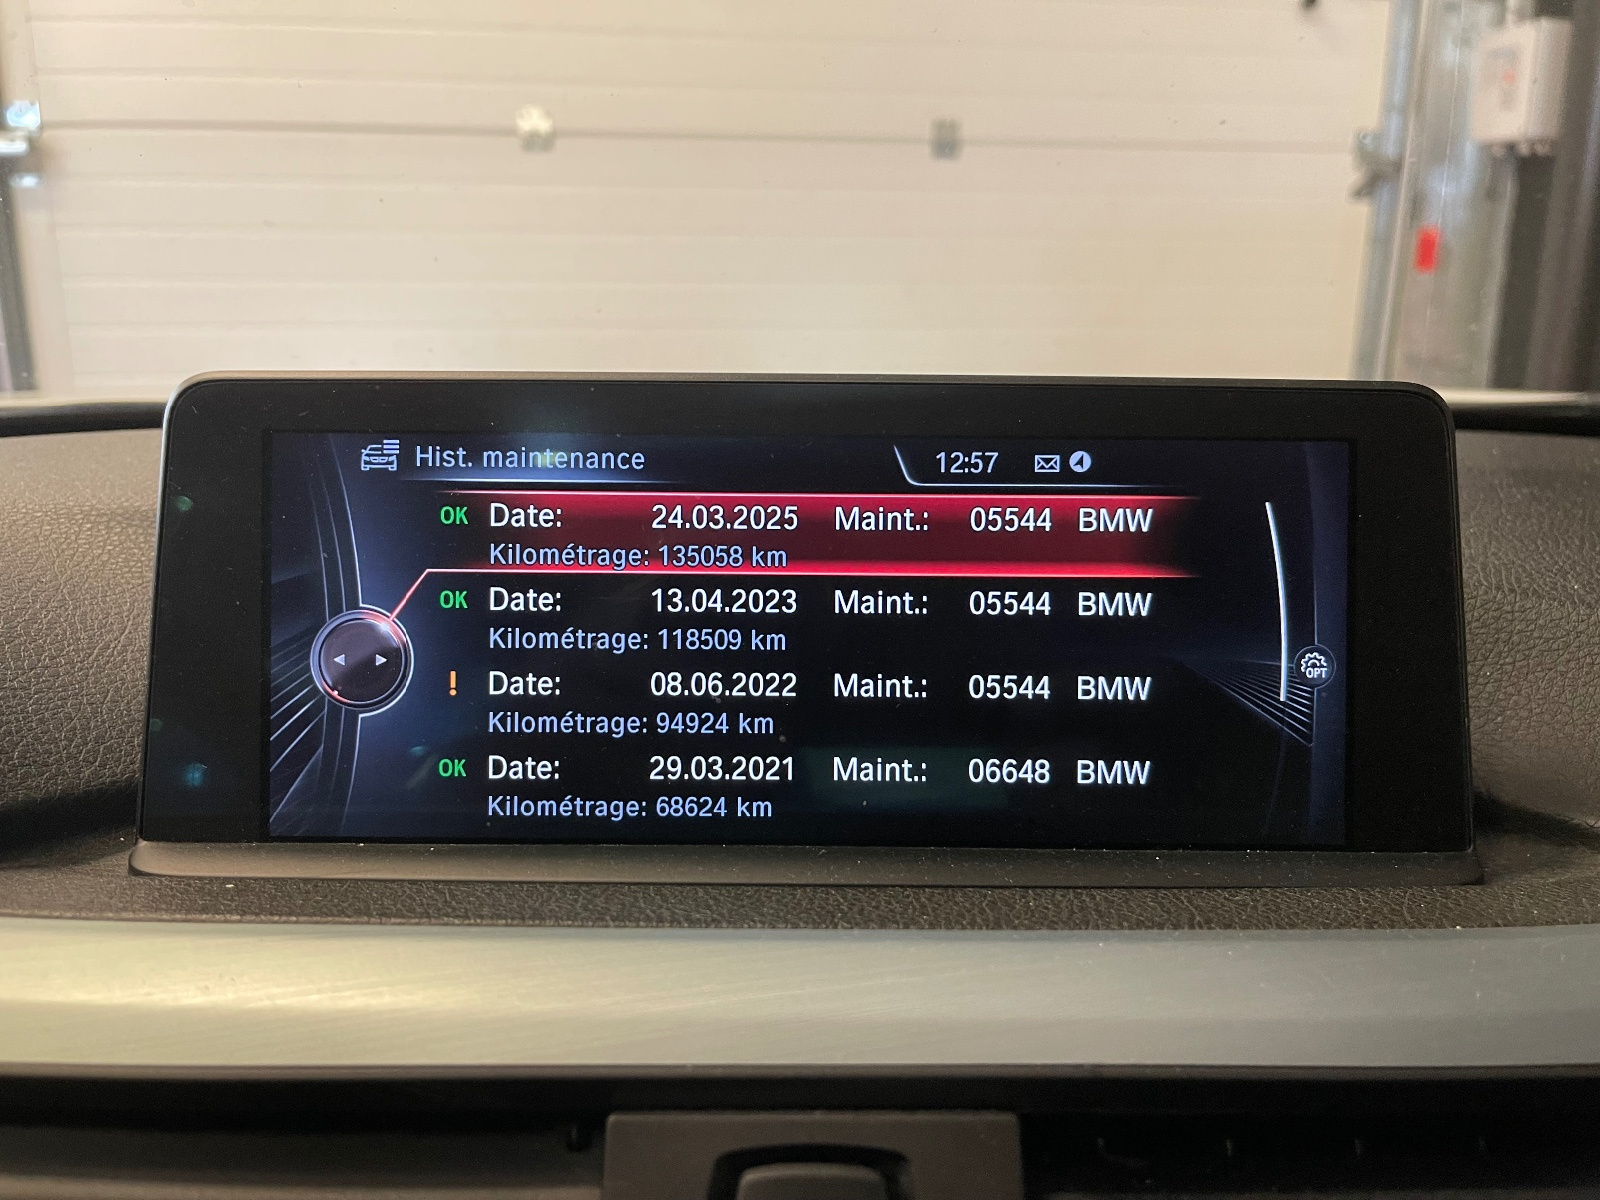 Hist. maintenance 12:57
OK Date: 24.03.2025 Maint.: 05544 BMW
Kilométrage: 135058 km
OK Date: 13.04.2023 Maint.: 05544 BMW
Kilométrage: 118509 km
! Date: 08.06.2022 Maint.: 05544 BMW
Kilométrage: 94924 km
OPT
OK Date: 29.03.2021 Maint.: 06648 BMW
Kilométrage: 68624 km